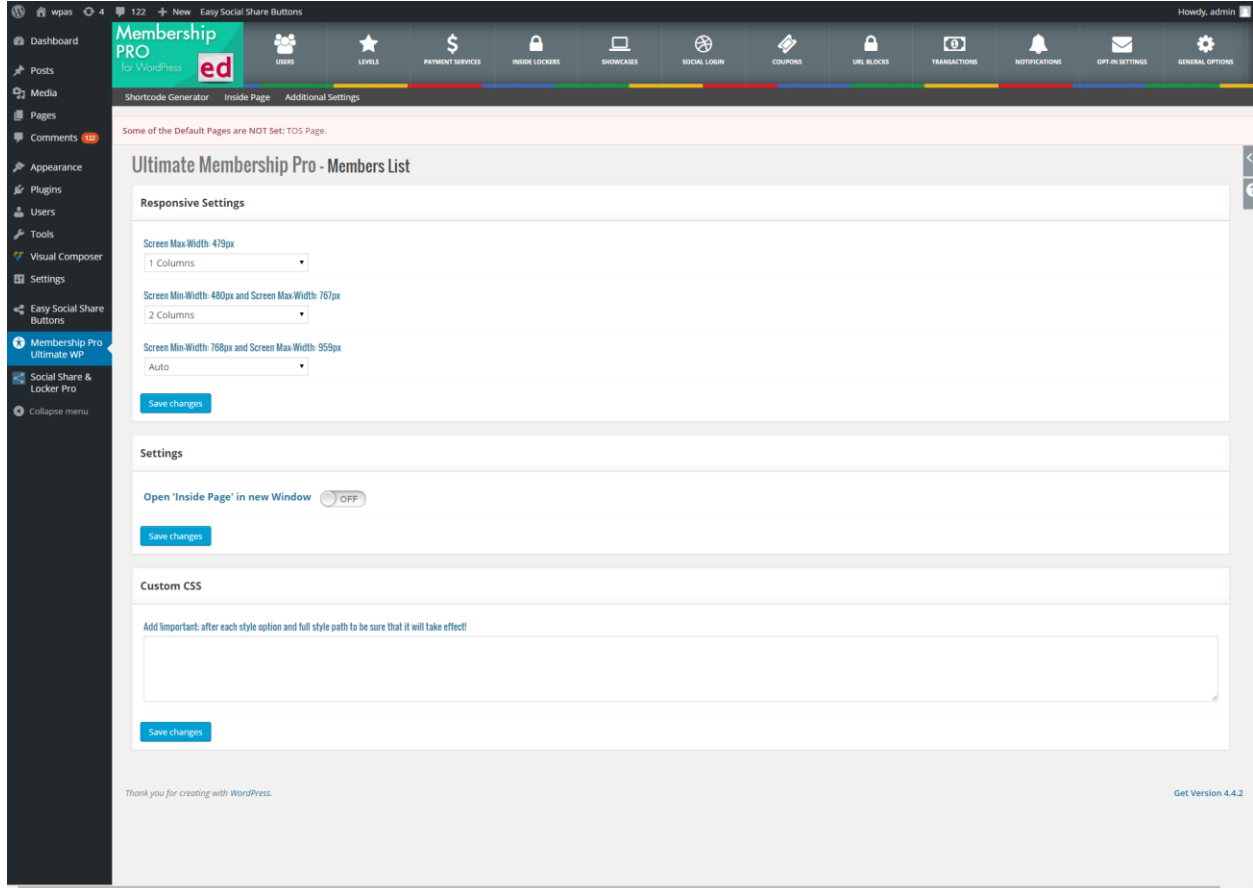 wpas 4 122 + New Easy Social Share Buttons Howdy, admin
Dashboard
Posts
Media
Pages
Comments 122
Appearance
Plugins
Users
Tools
Visual Composer
Settings
Easy Social Share
Buttons
Membership Pro
Ultimate WP
Social Share &
Locker Pro
Collapse menu
Membership
PRO
for WordPress
ed
USERS
LEVELS
PAYMENT SERVICES
INSIDE LOCKERS
SHOWCASES
SOCIAL LOGIN
COUPONS
URL BLOCKS
TRANSACTIONS
NOTIFICATIONS
OPT-IN SETTINGS
GENERAL OPTIONS
Shortcode Generator Inside Page Additional Settings
Some of the Default Pages are NOT Set: TOS Page.
Ultimate Membership Pro - Members List
Responsive Settings
Screen Max-Width: 479px
1 Columns
Screen Min-Width: 480px and Screen Max-Width: 767px
2 Columns
Screen Min-Width: 768px and Screen Max-Width: 959px
Auto
Save changes
Settings
Open 'Inside Page' in new Window OFF
Save changes
Custom CSS
Add !important; after each style option and full style path to be sure that it will take effect!
Save changes
Thank you for creating with WordPress. Get Version 4.4.2